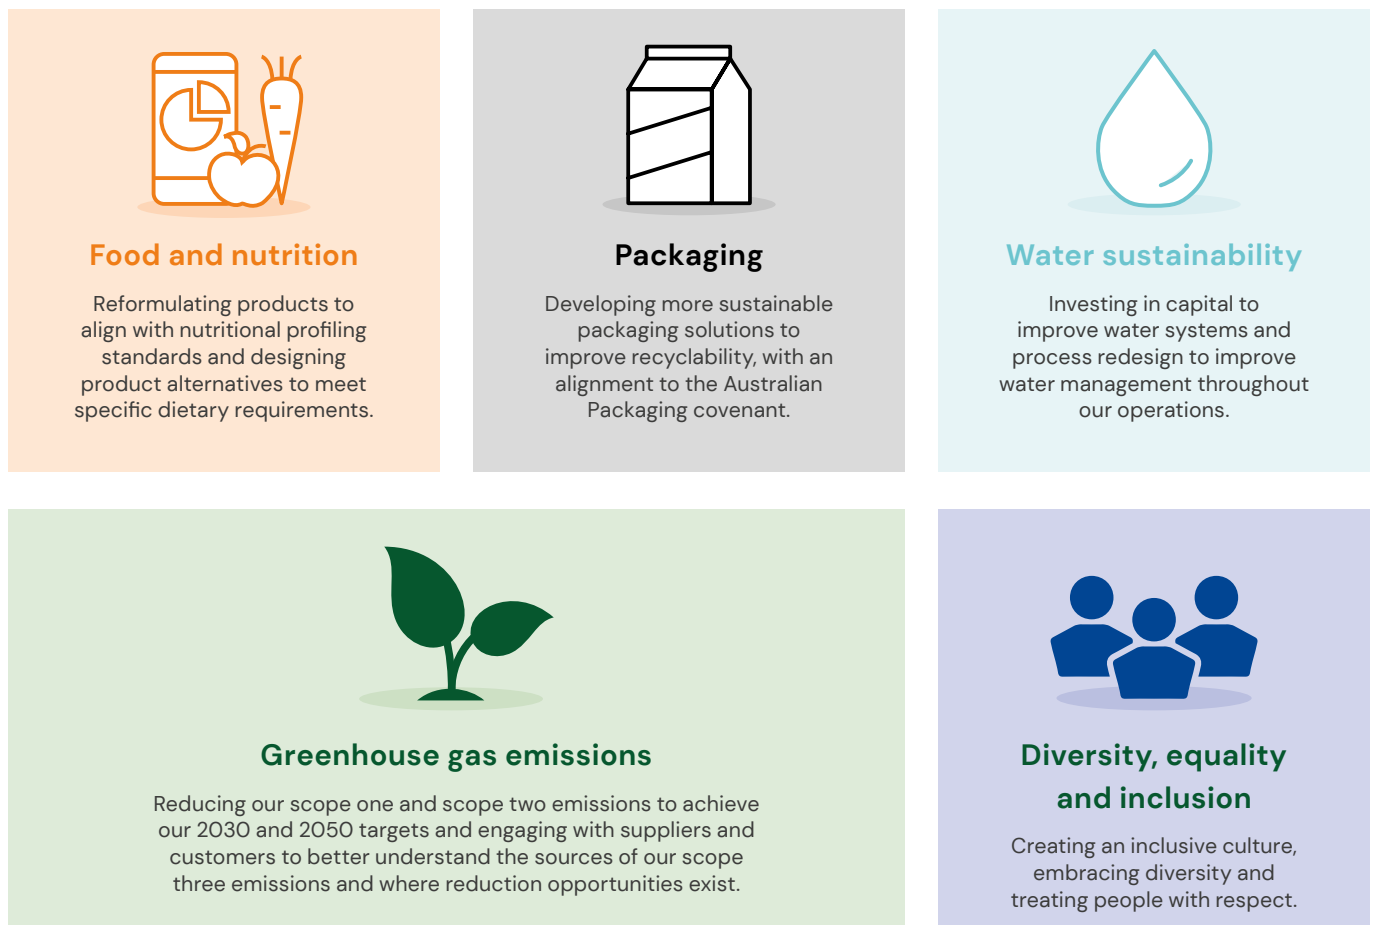 Food and nutrition
Reformulating products to
align with nutritional profiling
standards and designing
product alternatives to meet
specific dietary requirements.
Packaging
Developing more sustainable
packaging solutions to
improve recyclability, with an
alignment to the Australian
Packaging covenant.
Water sustainability
Investing in capital to
improve water systems and
process redesign to improve
water management throughout
our operations.
Greenhouse gas emissions
Reducing our scope one and scope two emissions to achieve
our 2030 and 2050 targets and engaging with suppliers and
customers to better understand the sources of our scope
three emissions and where reduction opportunities exist.
Diversity, equality
and inclusion
Creating an inclusive culture,
embracing diversity and
treating people with respect.